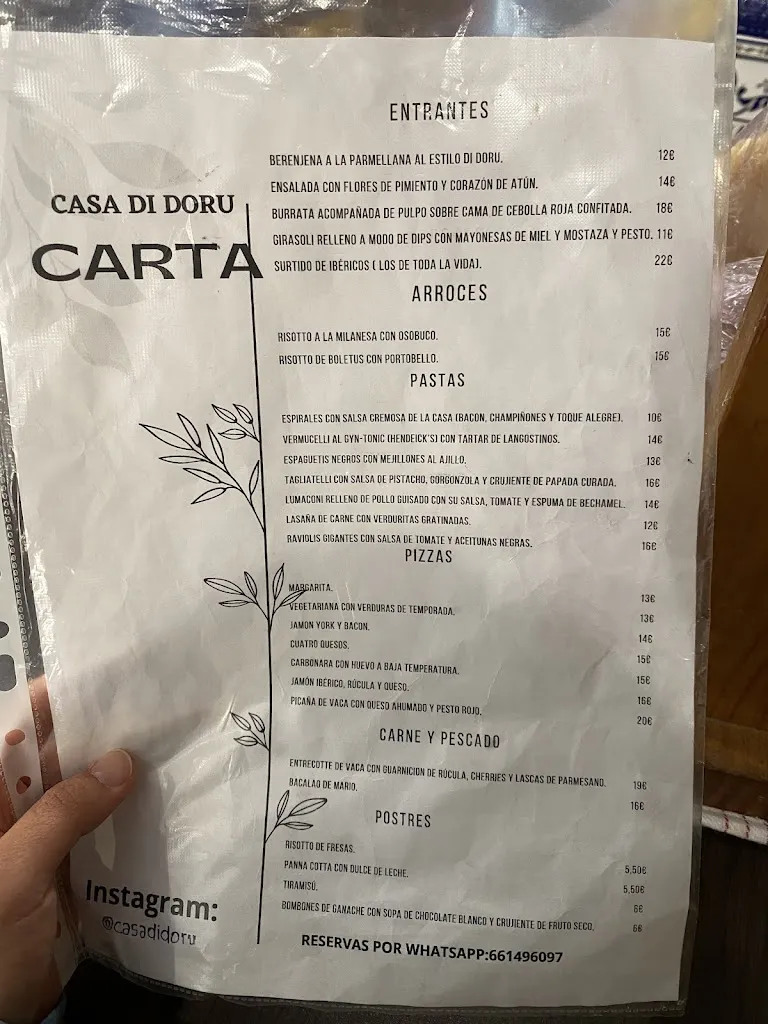 CASA DI DORU
CARTA
ENTRANTES
BERENJENA A LA PARMELLANA AL ESTILO DI DORU. 12€
ENSALADA CON FLORES DE PIMIENTO Y CORAZÓN DE ATÚN. 14€
BURRATA ACOMPAÑADA DE PULPO SOBRE CAMA DE CEBOLLA ROJA CONFITADA. 18€
GIRASOLI RELLENO A MODO DE DIPS CON MAYONESAS DE MIEL Y MOSTAZA Y PESTO. 11€
SURTIDO DE IBÉRICOS ( LOS DE TODA LA VIDA). 22€
ARROCES
RISOTTO A LA MILANESA CON OSOBUCO. 15€
RISOTTO DE BOLETUS CON PORTOBELLO. 15€
PASTAS
ESPIRALES CON SALSA CREMOSA DE LA CASA (BACON, CHAMPIÑONES Y TOQUE ALEGRE). 10€
VERMUCELLI AL GYN-TONIC (HENDEICK'S) CON TARTAR DE LANGOSTINOS. 14€
ESPAGUETIS NEGROS CON MEJILLONES AL AJILLO. 13€
TAGLIATELLI CON SALSA DE PISTACHO, GORGONZOLA Y CRUJIENTE DE PAPADA CURADA. 16€
LUMACONI RELLENO DE POLLO GUISADO CON SU SALSA, TOMATE Y ESPUMA DE BECHAMEL. 14€
LASAÑA DE CARNE CON VERDURITAS GRATINADAS. 12€
RAVIOLIS GIGANTES CON SALSA DE TOMATE Y ACEITUNAS NEGRAS. 16€
PIZZAS
MARGARITA. 13€
VEGETARIANA CON VERDURAS DE TEMPORADA. 13€
JAMON YORK Y BACON. 14€
CUATRO QUESOS. 15€
CARBONARA CON HUEVO A BAJA TEMPERATURA. 15€
JAMÓN IBÉRICO, RÚCULA Y QUESO. 16€
PICAÑA DE VACA CON QUESO AHUMADO Y PESTO ROJO. 20€
CARNE Y PESCADO
ENTRECOTTE DE VACA CON GUARNICION DE RÚCULA, CHERRIES Y LASCAS DE PARMESANO. 19€
BACALAO DE MARIO. 16€
POSTRES
RISOTTO DE FRESAS. 5,50€
PANNA COTTA CON DULCE DE LECHE. 5,50€
TIRAMISÚ. 6€
BOMBONES DE GANACHE CON SOPA DE CHOCOLATE BLANCO Y CRUJIENTE DE FRUTO SECO. 6€
Instagram:
@casadidoru
RESERVAS POR WHATSAPP:661496097